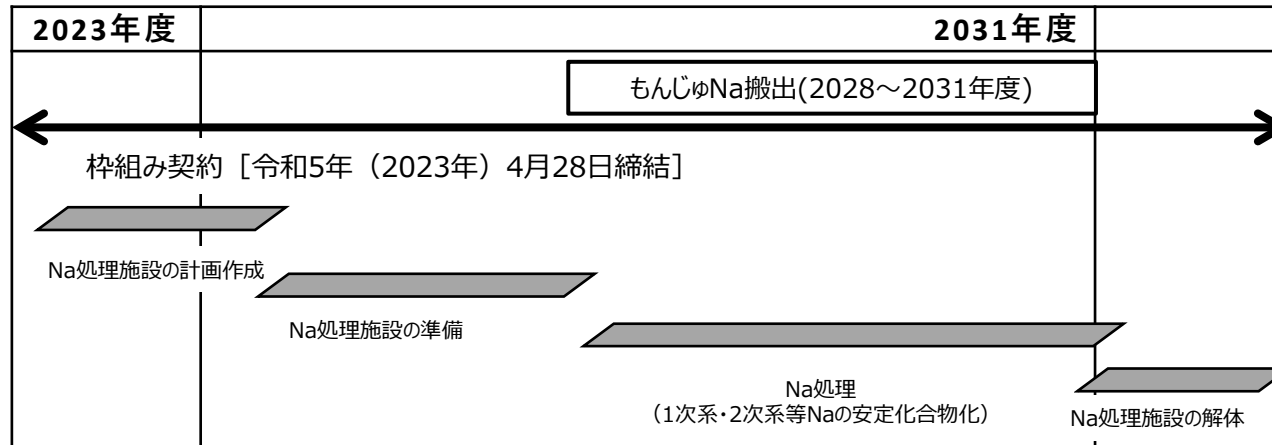 2023年度
2031年度
もんじゅNa搬出(2028～2031年度)
枠組み契約［令和5年（2023年）4月28日締結］
Na処理施設の計画作成
Na処理施設の準備
Na処理
（1次系・2次系等Naの安定化合物化）
Na処理施設の解体